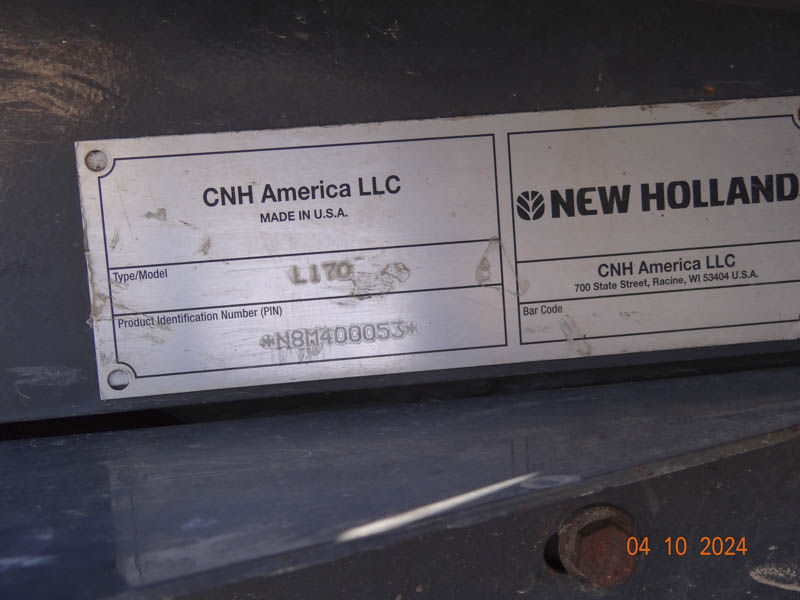 CNH America LLC
MADE IN U.S.A.
Type/Model L170
Product Identification Number (PIN)
*N8M400053*
NEW HOLLAND
CNH America LLC
700 State Street, Racine, WI 53404 U.S.A.
Bar Code
04 10 2024